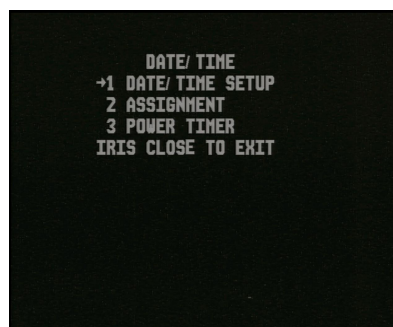 DATE/TIME
→1 DATE/TIME SETUP
2 ASSIGNMENT
3 POWER TIMER
IRIS CLOSE TO EXIT